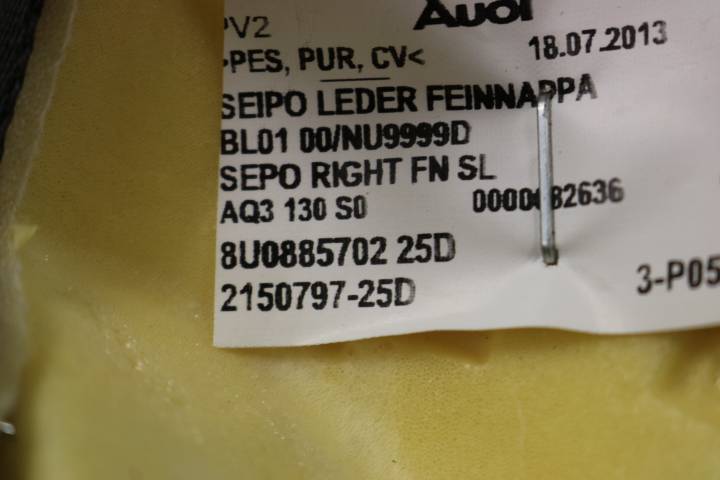 Audi
PV2 18.07.2013
>PES, PUR, CV<
SEIPO LEDER FEINNAPPA
BL01 00/NU9999D
SEPO RIGHT FN SL
AQ3 130 S0 0000082636
8U0885702 25D
2150797-25D 3-P05